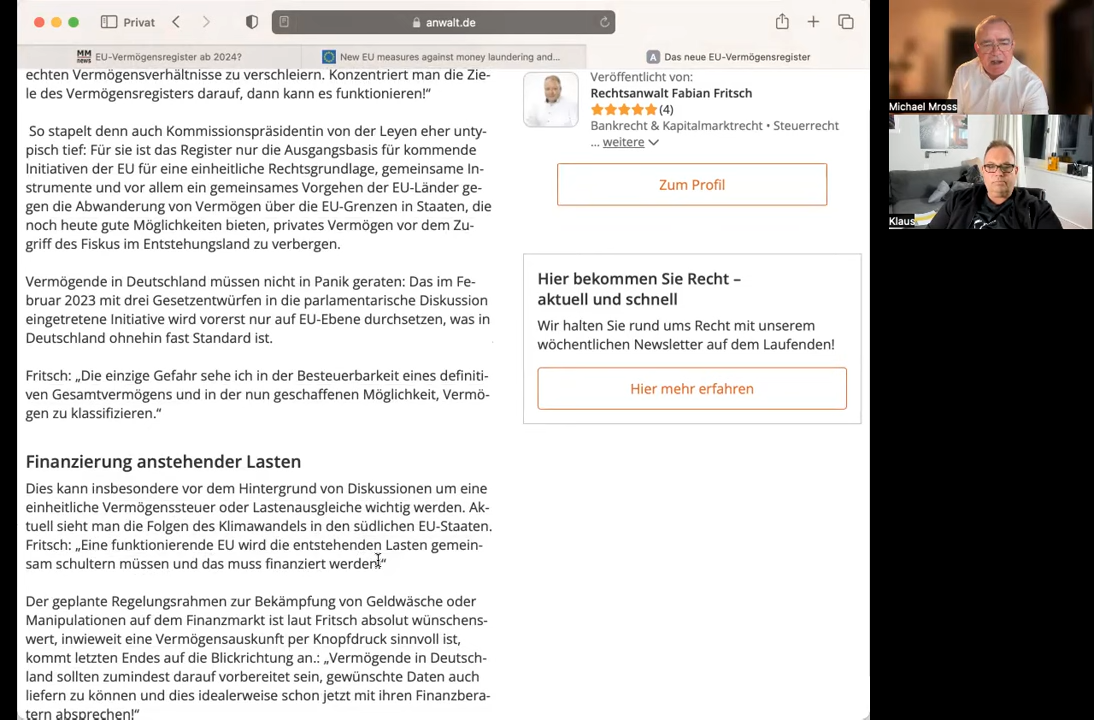 Privat
anwalt.de
EU-Vermögensregister ab 2024?
New EU measures against money laundering and...
Das neue EU-Vermögensregister
echten Vermögensverhältnisse zu verschleiern. Konzentriert man die Zie-
le des Vermögensregisters darauf, dann kann es funktionieren!“
So stapelt denn auch Kommissionspräsidentin von der Leyen eher unty-
pisch tief: Für sie ist das Register nur die Ausgangsbasis für kommende
Initiativen der EU für eine einheitliche Rechtsgrundlage, gemeinsame In-
strumente und vor allem ein gemeinsames Vorgehen der EU-Länder ge-
gen die Abwanderung von Vermögen über die EU-Grenzen in Staaten, die
noch heute gute Möglichkeiten bieten, privates Vermögen vor dem Zu-
griff des Fiskus im Entstehungsland zu verbergen.
Vermögende in Deutschland müssen nicht in Panik geraten: Das im Fe-
bruar 2023 mit drei Gesetzentwürfen in die parlamentarische Diskussion
eingetretene Initiative wird vorerst nur auf EU-Ebene durchsetzen, was in
Deutschland ohnehin fast Standard ist.
Fritsch: „Die einzige Gefahr sehe ich in der Besteuerbarkeit eines definiti-
ven Gesamtvermögens und in der nun geschaffenen Möglichkeit, Vermö-
gen zu klassifizieren.“
Finanzierung anstehender Lasten
Dies kann insbesondere vor dem Hintergrund von Diskussionen um eine
einheitliche Vermögenssteuer oder Lastenausgleiche wichtig werden. Ak-
tuell sieht man die Folgen des Klimawandels in den südlichen EU-Staaten.
Fritsch: „Eine funktionierende EU wird die entstehenden Lasten gemein-
sam schultern müssen und das muss finanziert werden.“
Der geplante Regelungsrahmen zur Bekämpfung von Geldwäsche oder
Manipulationen auf dem Finanzmarkt ist laut Fritsch absolut wünschens-
wert, inwieweit eine Vermögensauskunft per Knopfdruck sinnvoll ist,
kommt letzten Endes auf die Blickrichtung an.: „Vermögende in Deutsch-
land sollten zumindest darauf vorbereitet sein, gewünschte Daten auch
liefern zu können und dies idealerweise schon jetzt mit ihren Finanzbera-
tern absprechen!“
Veröffentlicht von:
Rechtsanwalt Fabian Fritsch
(4)
Bankrecht & Kapitalmarktrecht • Steuerrecht
... weitere
Zum Profil
Hier bekommen Sie Recht –
aktuell und schnell
Wir halten Sie rund ums Recht mit unserem
wöchentlichen Newsletter auf dem Laufenden!
Hier mehr erfahren
Michael Mross
Klaus
MM
news
A